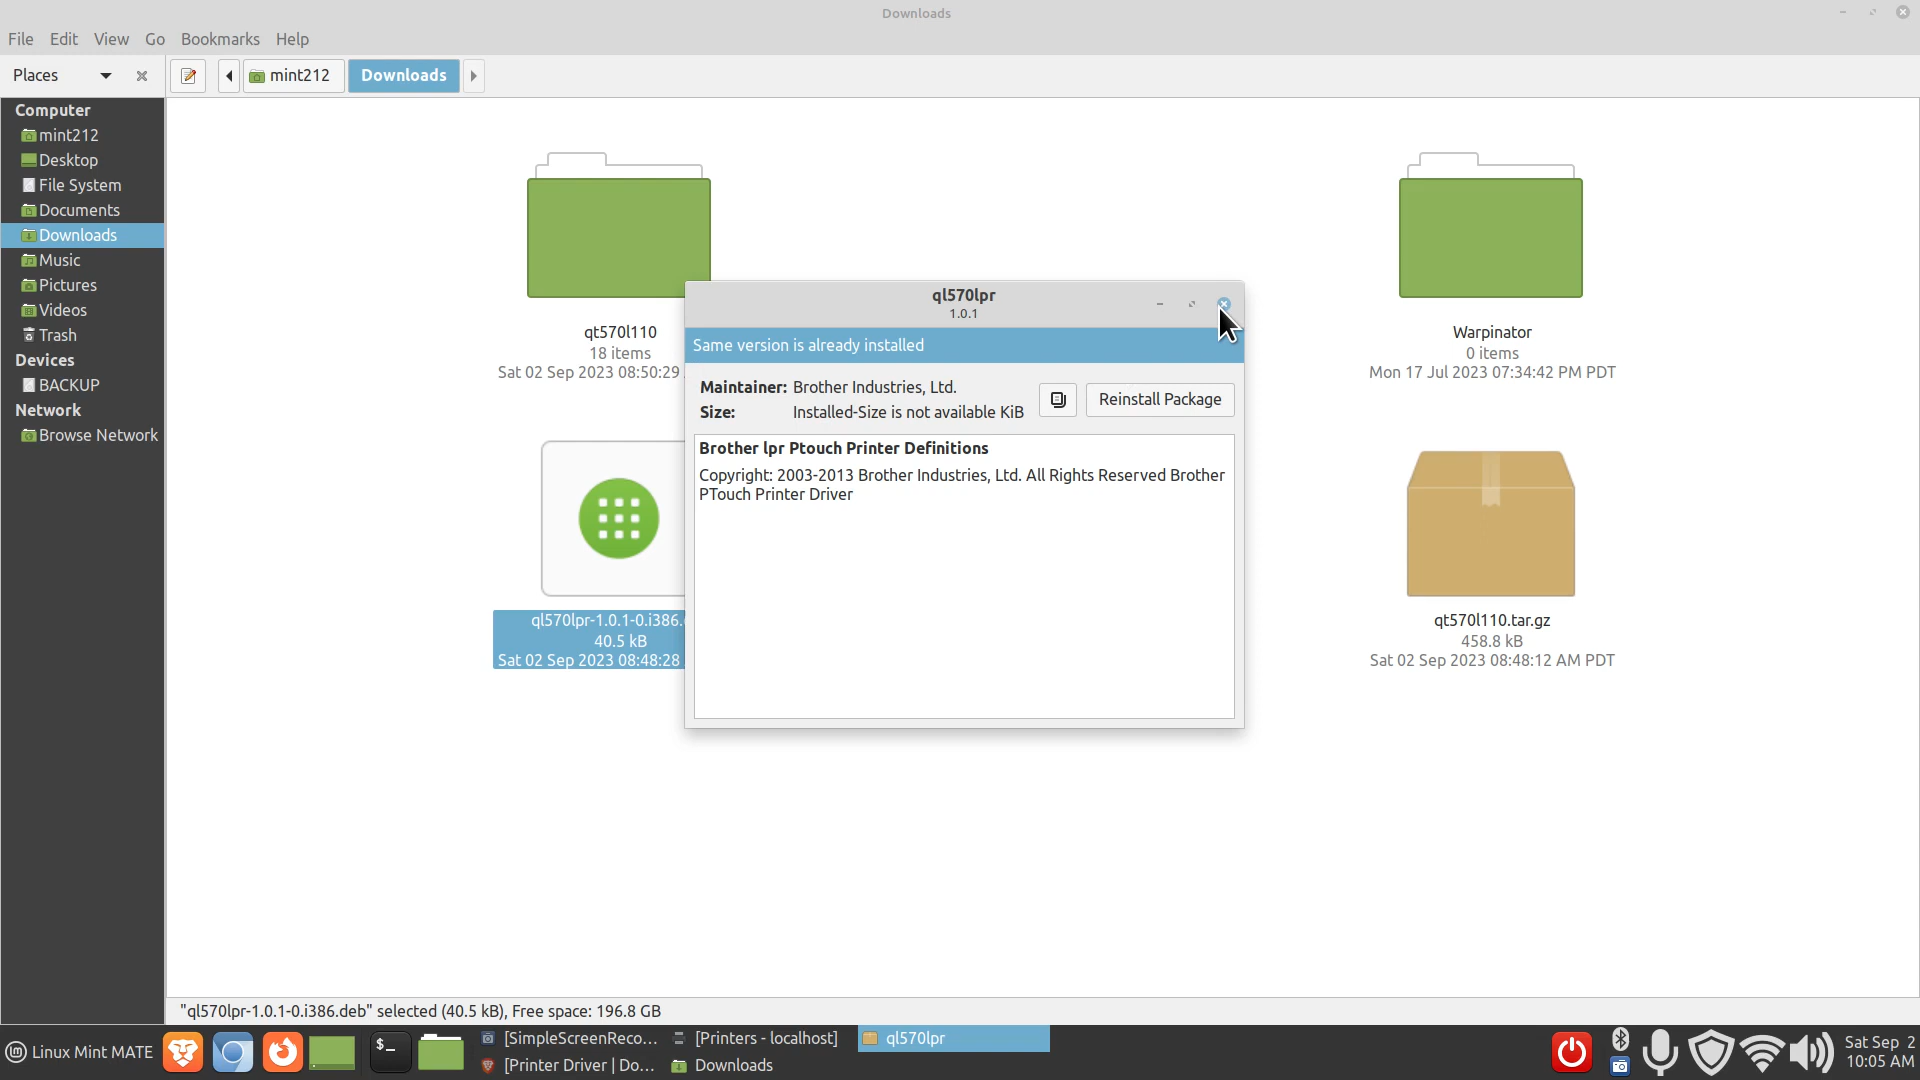 Downloads
File Edit View Go Bookmarks Help
Places
mint212
Downloads
Computer
mint212
Desktop
File System
Documents
Downloads
Music
Pictures
Videos
Trash
Devices
BACKUP
Network
Browse Network
qt570l110
18 items
Sat 02 Sep 2023 08:50:29
Warpinator
0 items
Mon 17 Jul 2023 07:34:42 PM PDT
ql570lpr-1.0.1-0.i386.
40.5 kB
Sat 02 Sep 2023 08:48:28
qt570l110.tar.gz
458.8 kB
Sat 02 Sep 2023 08:48:12 AM PDT
ql570lpr
1.0.1
Same version is already installed
Maintainer: Brother Industries, Ltd.
Size: Installed-Size is not available KiB
Reinstall Package
Brother lpr Ptouch Printer Definitions
Copyright: 2003-2013 Brother Industries, Ltd. All Rights Reserved Brother
PTouch Printer Driver
"ql570lpr-1.0.1-0.i386.deb" selected (40.5 kB), Free space: 196.8 GB
Linux Mint MATE
$_
[SimpleScreenReco...
[Printers - localhost]
ql570lpr
[Printer Driver | Do...
Downloads
Sat Sep 2
10:05 AM